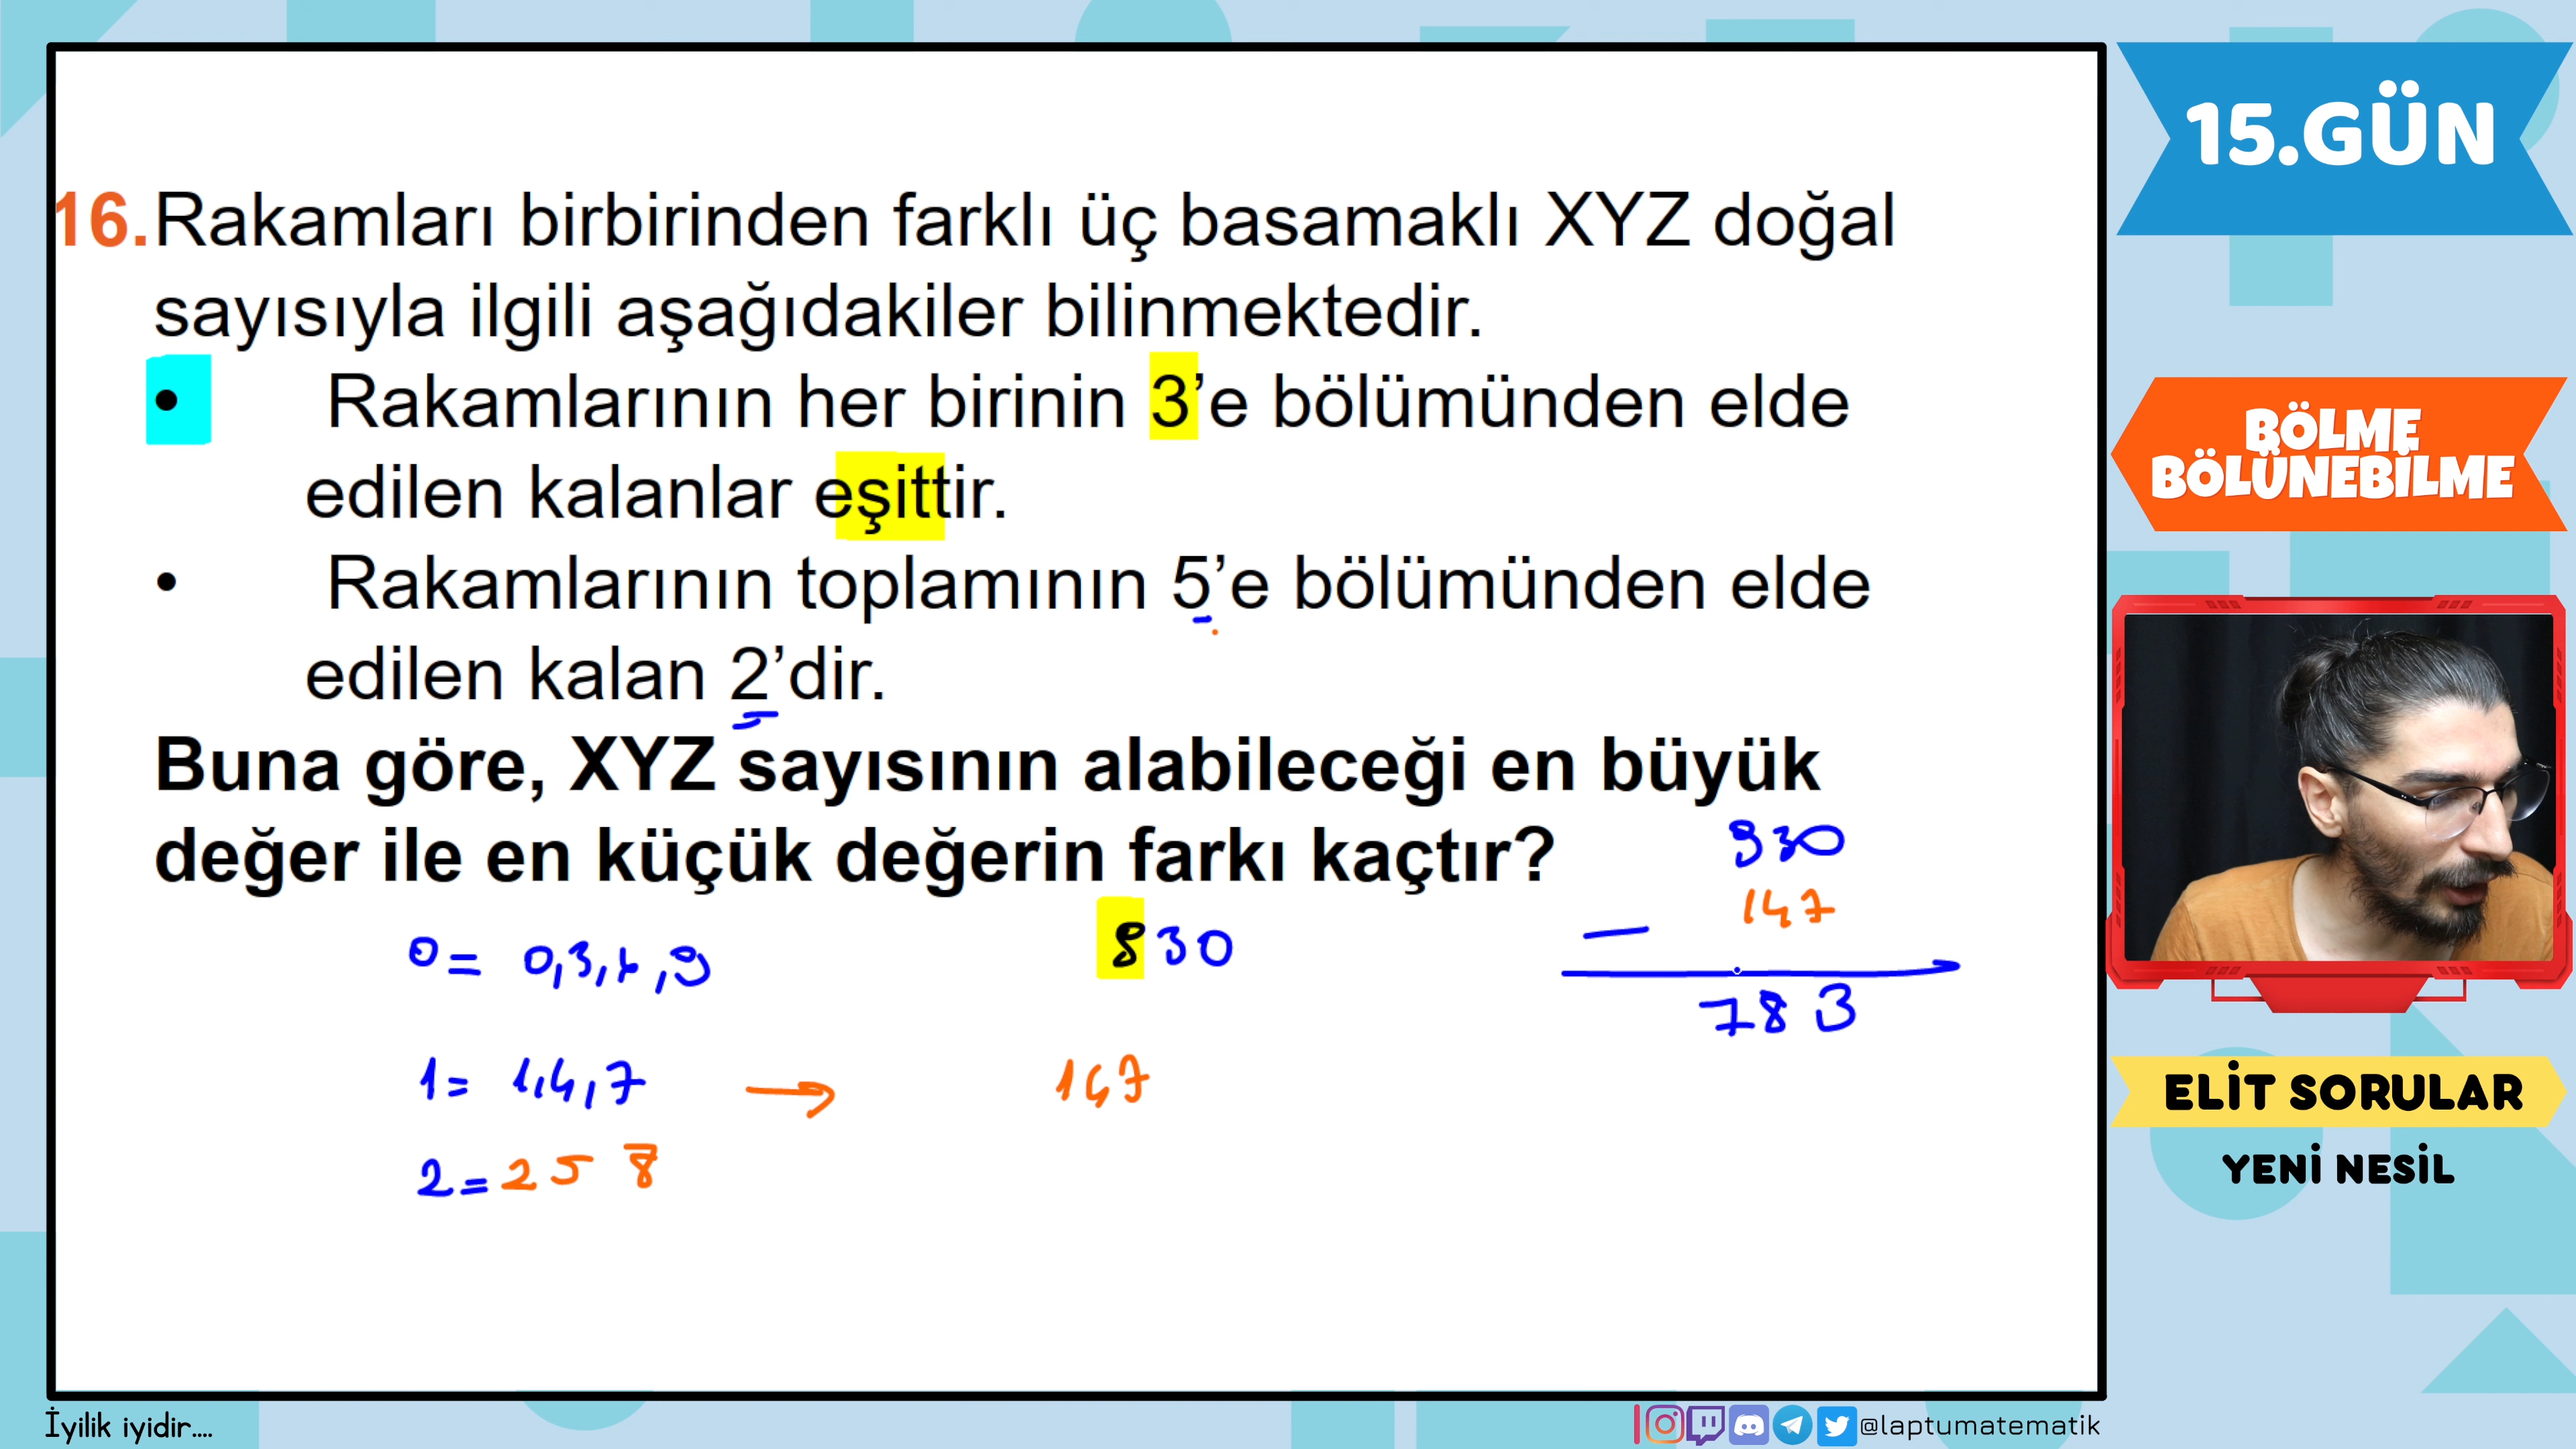 15.GÜN
16. Rakamları birbirinden farklı üç basamaklı XYZ doğal
sayısıyla ilgili aşağıdakiler bilinmektedir.
• Rakamlarının her birinin 3'e bölümünden elde
edilen kalanlar eşittir.
• Rakamlarının toplamının 5'e bölümünden elde
edilen kalan 2'dir.
Buna göre, XYZ sayısının alabileceği en büyük
değer ile en küçük değerin farkı kaçtır?
930
147
—
783
930
0= 0,3,6,9
1= 1,4,7 → 147
2= 2 5 8
BÖLME
BÖLÜNEBİLME
ELİT SORULAR
YENİ NESİL
İyilik iyidir....
@laptumatematik